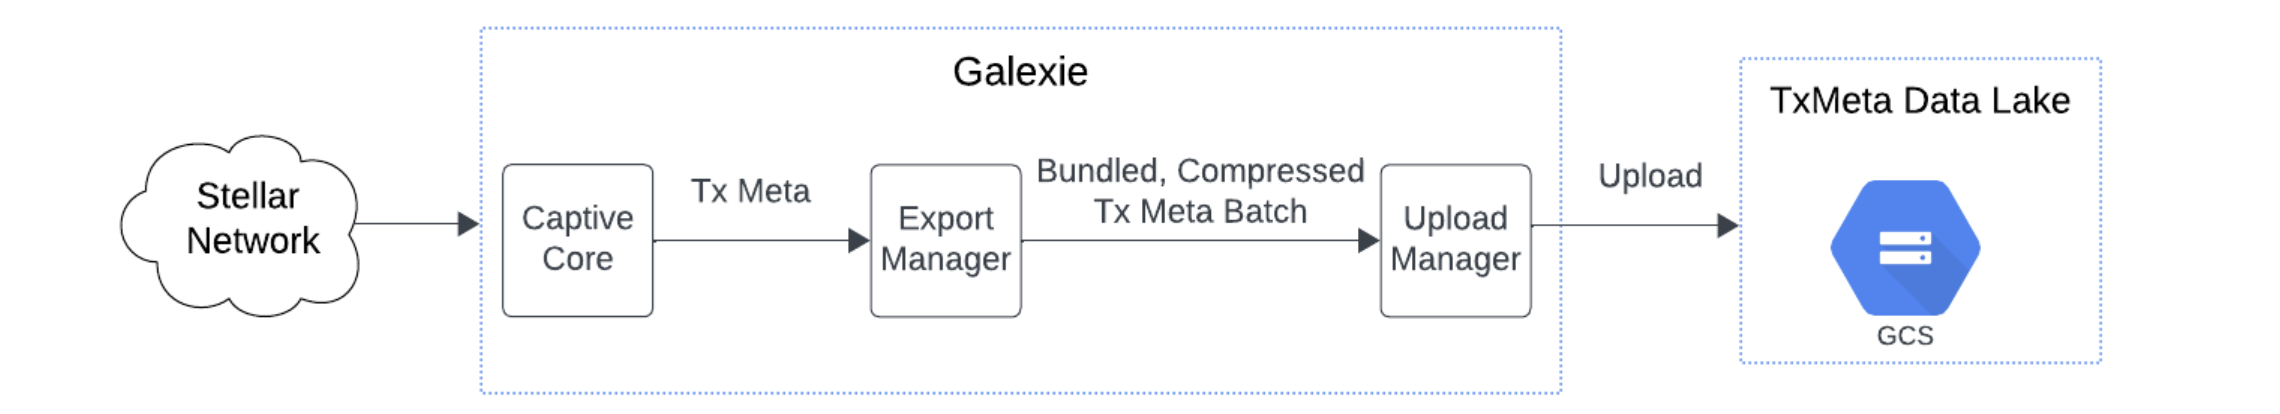 Galexie
TxMeta Data Lake
Stellar
Network
Captive
Core
Tx Meta
Export
Manager
Bundled, Compressed
Tx Meta Batch
Upload
Manager
Upload
GCS